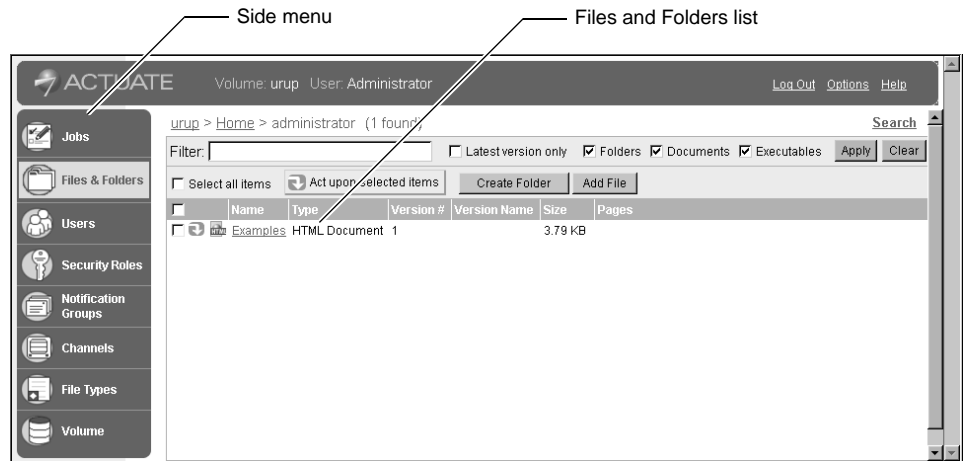 Side menu
Files and Folders list
ACTUATE Volume: urup User: Administrator Log Out Options Help
Jobs
Files & Folders
Users
Security Roles
Notification
Groups
Channels
File Types
Volume
urup > Home > administrator (1 found) Search
Filter: Latest version only Folders Documents Executables Apply Clear
Select all items Act upon selected items Create Folder Add File
Name Type Version # Version Name Size Pages
Examples HTML Document 1 3.79 KB